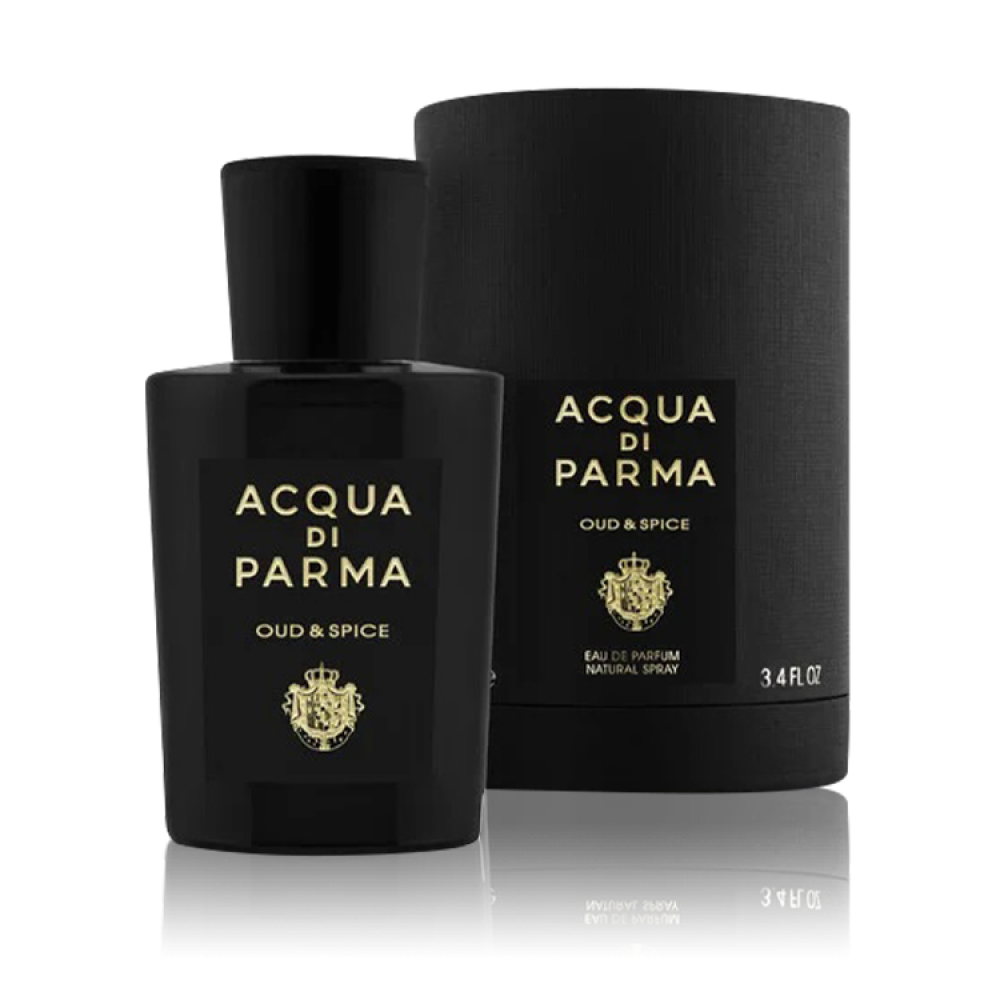 ACQUA
DI
PARMA
OUD & SPICE
ACQUA
DI
PARMA
OUD & SPICE
EAU DE PARFUM
NATURAL SPRAY
e
3.4 FL OZ